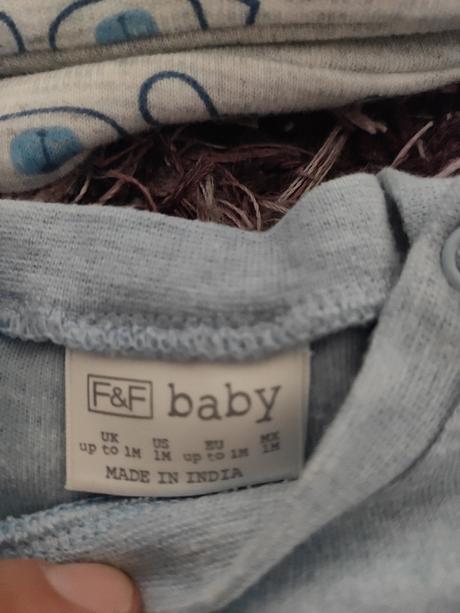 F&F baby
UK US EU MX
up to 1M 1M up to 1M 1M
MADE IN INDIA